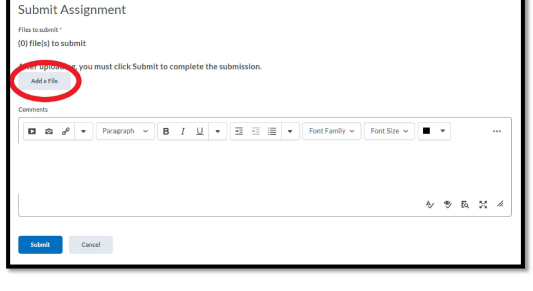 Submit Assignment
Files to submit *
(0) file(s) to submit
After uploading, you must click Submit to complete the submission.
Add a File
Comments
Paragraph B I U Font Family Font Size ...
Submit Cancel